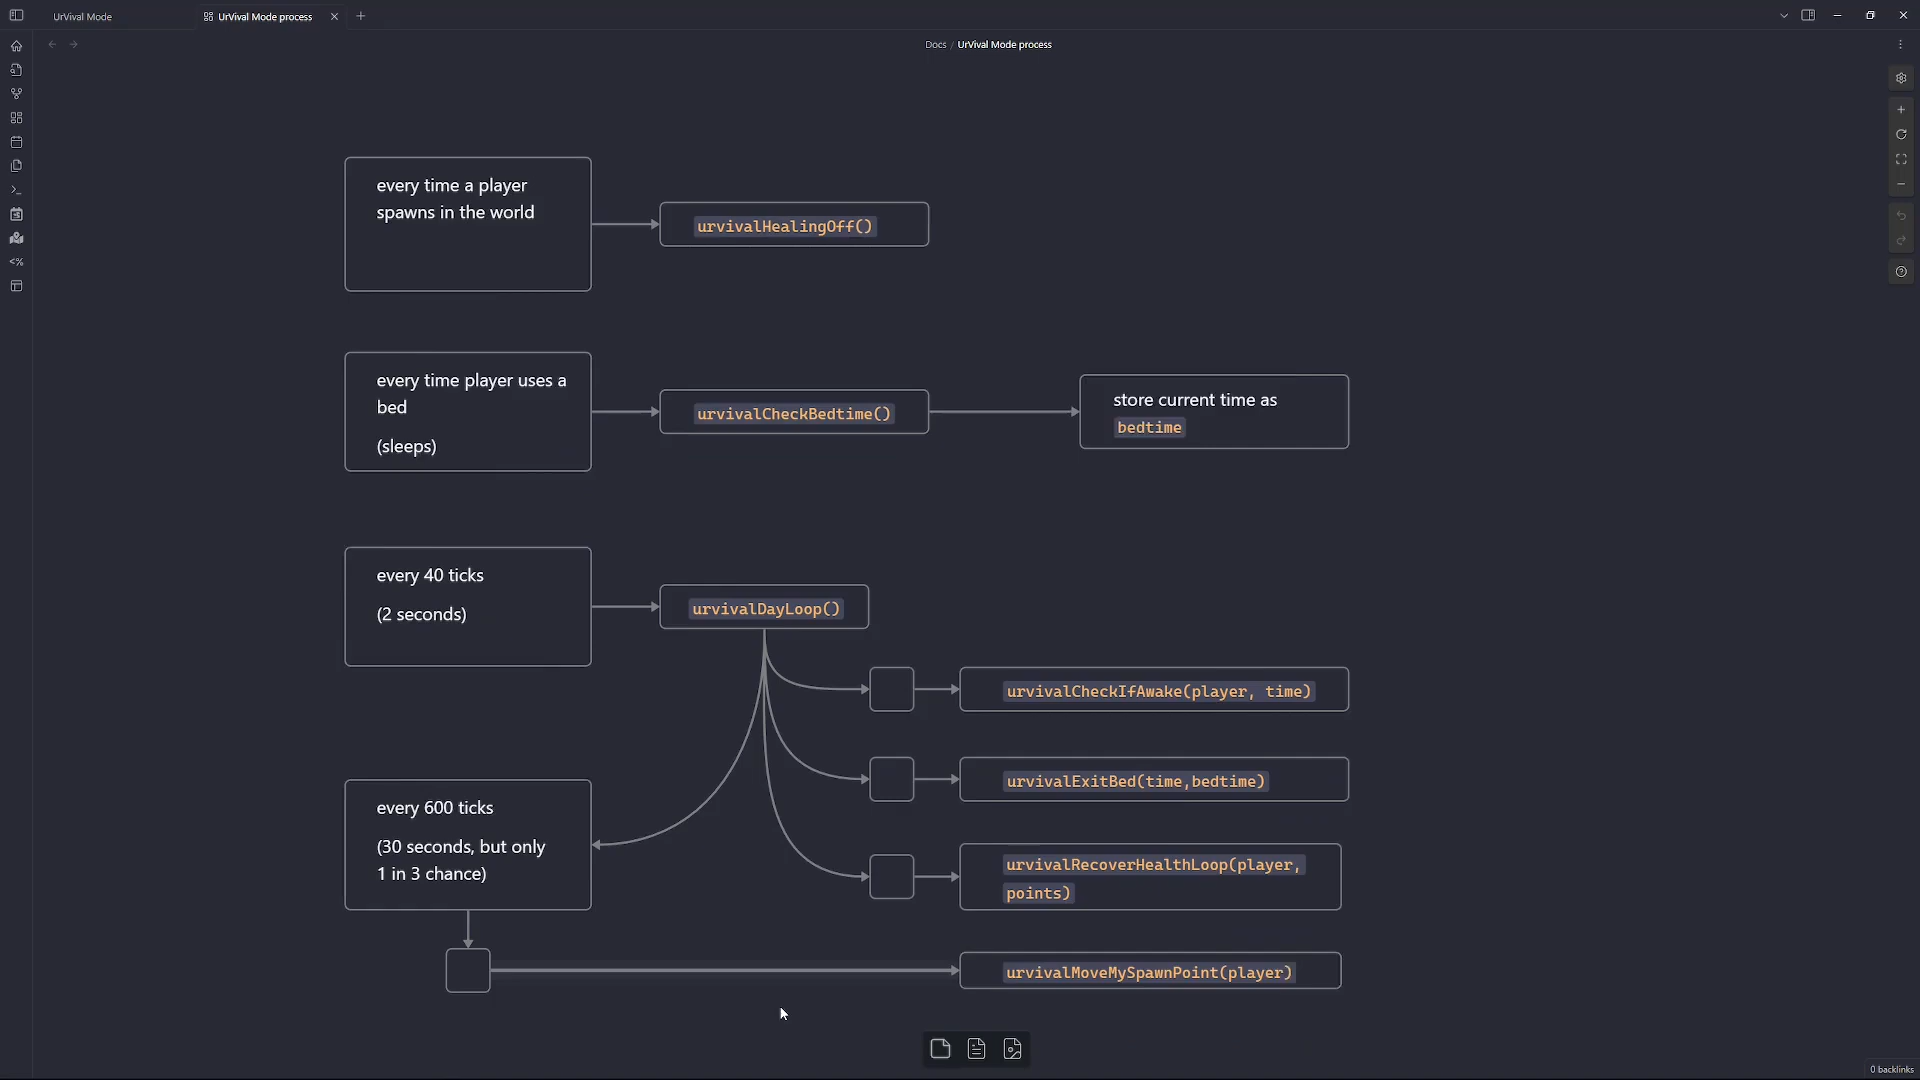 UrVival Mode
UrVival Mode process
Docs / UrVival Mode process
every time a player
spawns in the world
urvivalHealingOff()
every time player uses a
bed
(sleeps)
urvivalCheckBedtime()
store current time as
bedtime
every 40 ticks
(2 seconds)
urvivalDayLoop()
urvivalCheckIfAwake(player, time)
urvivalExitBed(time,bedtime)
every 600 ticks
(30 seconds, but only
1 in 3 chance)
urvivalRecoverHealthLoop(player,
points)
urvivalMoveMySpawnPoint(player)
0 backlinks